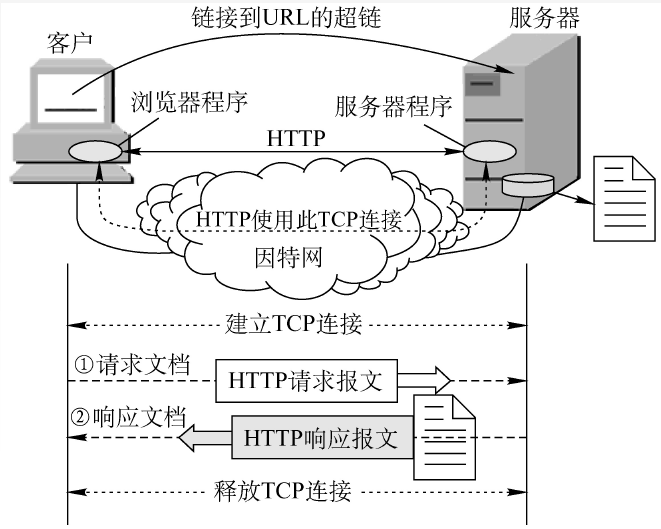 链接到URL的超链
客户
服务器
浏览器程序
服务器程序
HTTP
HTTP使用此TCP连接
因特网
建立TCP连接
①请求文档
HTTP请求报文
②响应文档
HTTP响应报文
释放TCP连接